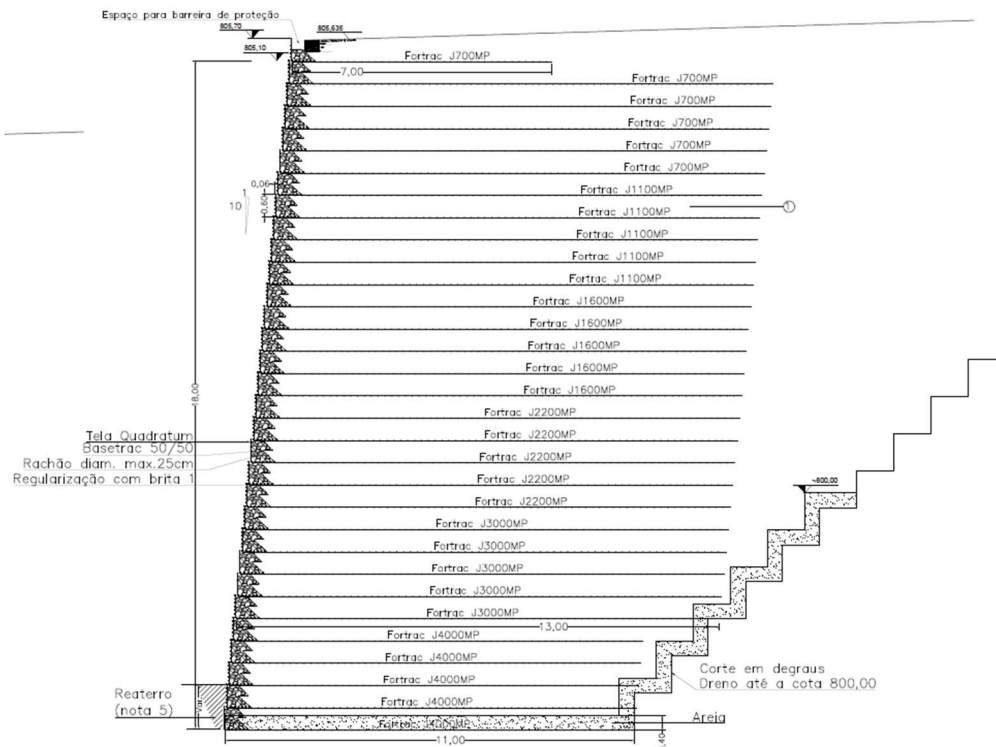 Espaço para barreira de proteção
805,70
805,635
805,10
Fortrac J700MP
7,00
Fortrac J700MP
Fortrac J700MP
Fortrac J700MP
Fortrac J700MP
Fortrac J700MP
0,06
1
10
0,60
Fortrac J1100MP
1
Fortrac J1100MP
Fortrac J1100MP
Fortrac J1100MP
Fortrac J1100MP
Fortrac J1600MP
Fortrac J1600MP
Fortrac J1600MP
Fortrac J1600MP
Fortrac J1600MP
18,00
Fortrac J2200MP
Tela Quadratum
Basetrac 50/50
Rachão diam. max.25cm
Regularização com brita 1
Fortrac J2200MP
Fortrac J2200MP
Fortrac J2200MP
Fortrac J2200MP
~800,00
Fortrac J3000MP
Fortrac J3000MP
Fortrac J3000MP
Fortrac J3000MP
Fortrac J3000MP
13,00
Fortrac J4000MP
Fortrac J4000MP
Fortrac J4000MP
Fortrac J4000MP
Fortrac J4000MP
Corte em degraus
Dreno até a cota 800,00
Reaterro
(nota 5)
Var.
Areia
11,00
,40